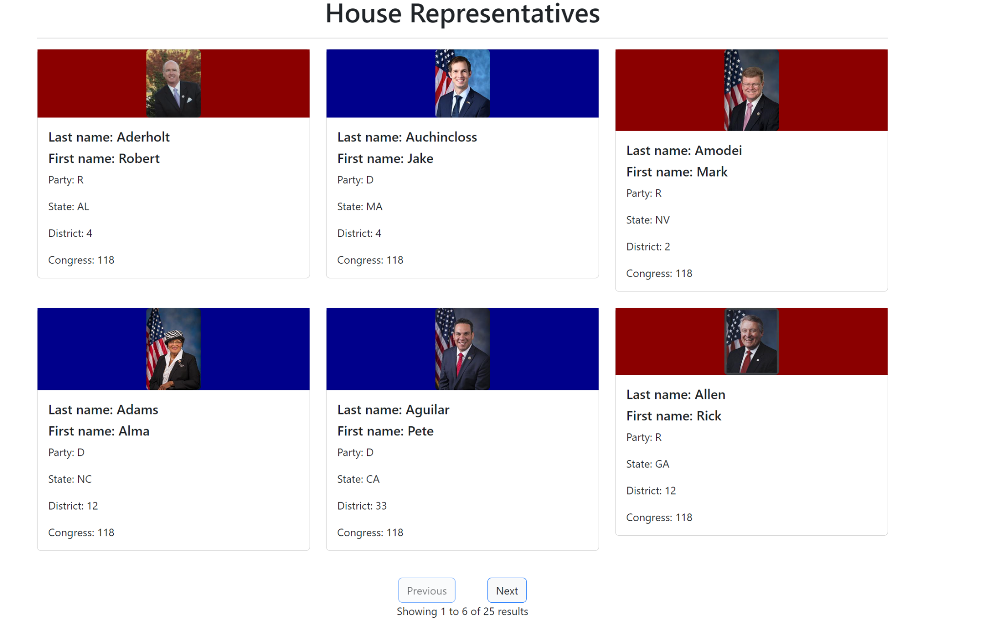 House Representatives
Last name: Aderholt
First name: Robert
Party: R
State: AL
District: 4
Congress: 118
Last name: Auchincloss
First name: Jake
Party: D
State: MA
District: 4
Congress: 118
Last name: Amodei
First name: Mark
Party: R
State: NV
District: 2
Congress: 118
Last name: Adams
First name: Alma
Party: D
State: NC
District: 12
Congress: 118
Last name: Aguilar
First name: Pete
Party: D
State: CA
District: 33
Congress: 118
Last name: Allen
First name: Rick
Party: R
State: GA
District: 12
Congress: 118
Previous
Next
Showing 1 to 6 of 25 results